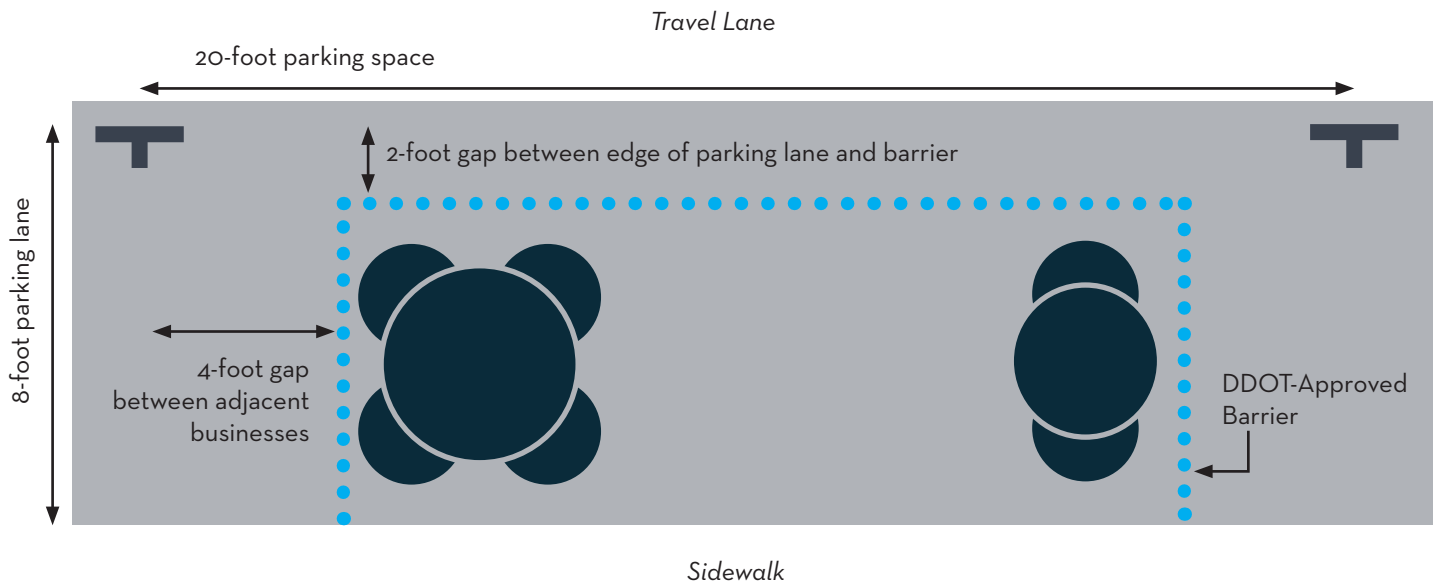 Travel Lane
20-foot parking space
2-foot gap between edge of parking lane and barrier
8-foot parking lane
4-foot gap
between adjacent
businesses
DDOT-Approved
Barrier
Sidewalk